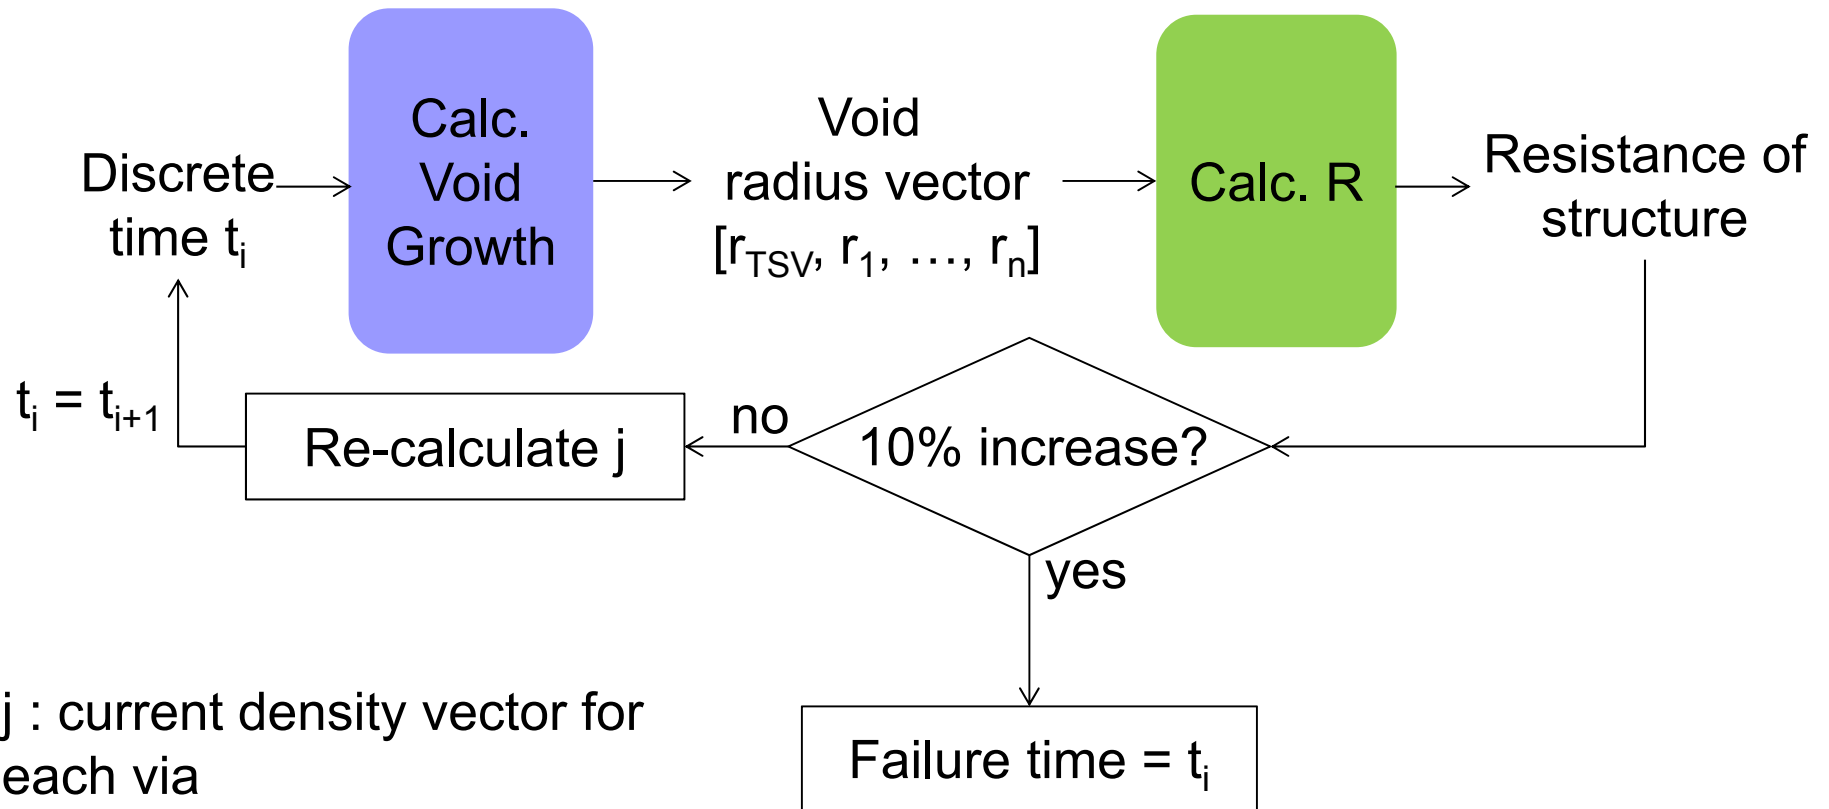 Discrete
time tᵢ
Calc.
Void
Growth
Void
radius vector
[r_TSV, r₁, …, rₙ]
Calc. R
Resistance of
structure
tᵢ = tᵢ₊₁
Re-calculate j
no
10% increase?
yes
Failure time = tᵢ
j : current density vector for
each via